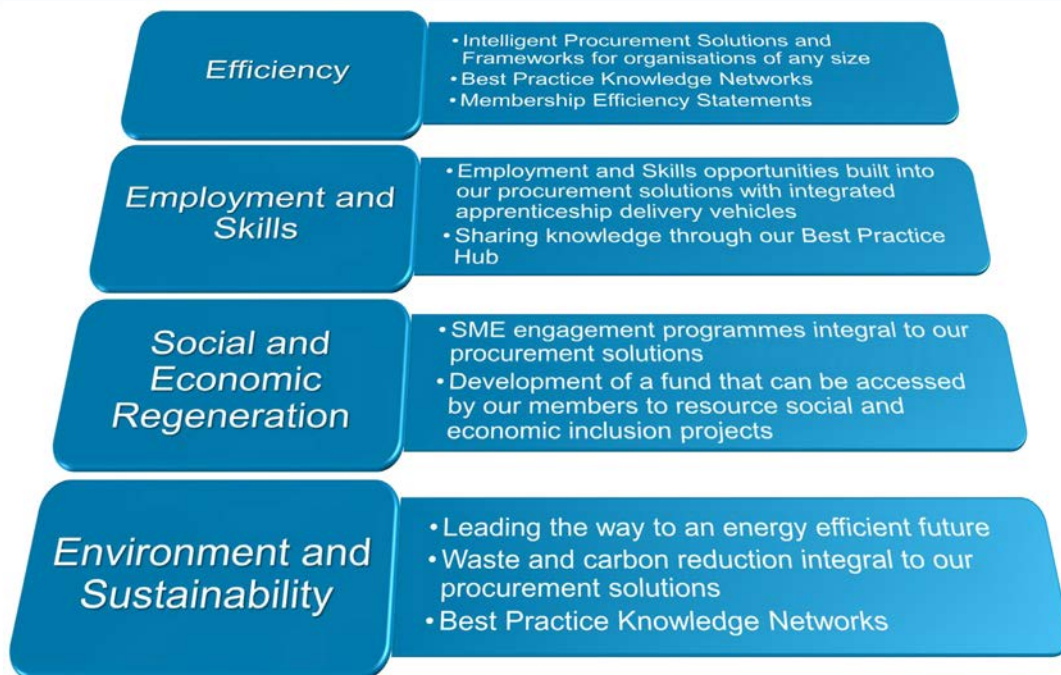 Efficiency
• Intelligent Procurement Solutions and
Frameworks for organisations of any size
• Best Practice Knowledge Networks
• Membership Efficiency Statements
Employment and
Skills
• Employment and Skills opportunities built into
our procurement solutions with integrated
apprenticeship delivery vehicles
• Sharing knowledge through our Best Practice
Hub
Social and
Economic
Regeneration
• SME engagement programmes integral to our
procurement solutions
• Development of a fund that can be accessed
by our members to resource social and
economic inclusion projects
Environment and
Sustainability
• Leading the way to an energy efficient future
• Waste and carbon reduction integral to our
procurement solutions
• Best Practice Knowledge Networks